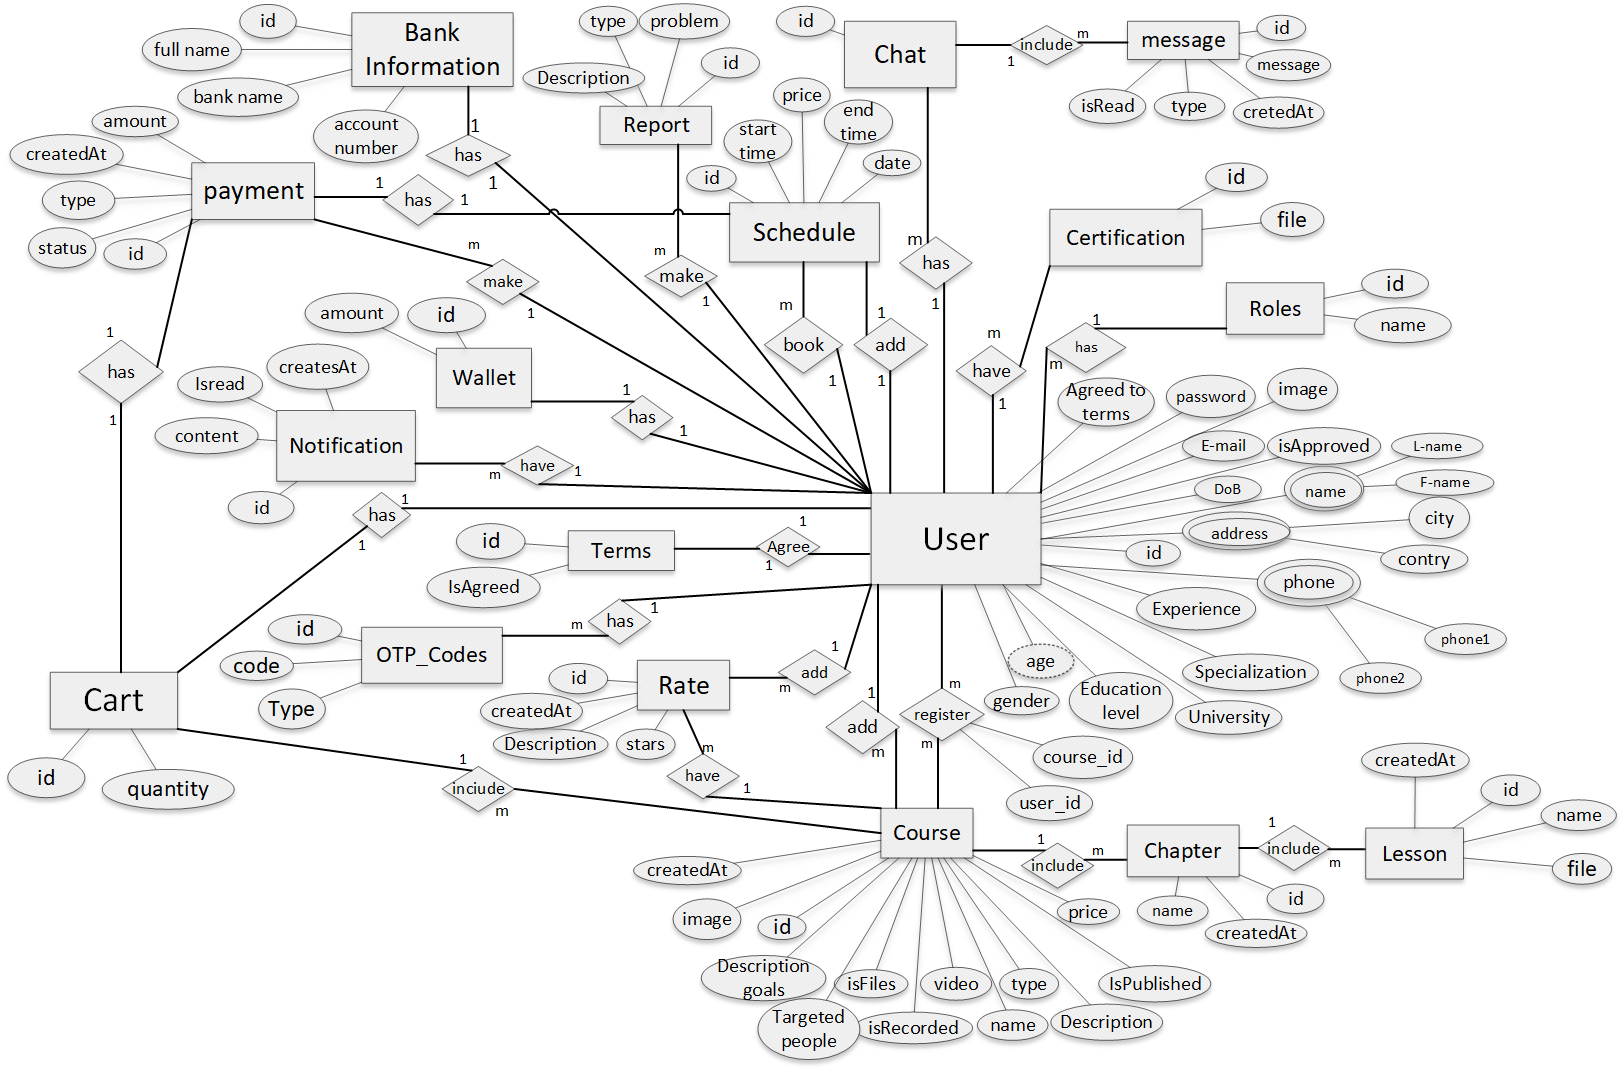 id
full name
bank name
Bank
Information
account
number
1
has
1
type
problem
Description
id
Report
m
make
1
id
Chat
1
include
m
message
id
message
isRead
type
cretedAt
amount
createdAt
type
status
id
payment
1
has
1
price
start
time
end
time
date
id
Schedule
m
book
1
1
add
1
m
has
1
id
file
Certification
m
have
1
id
name
Roles
1
has
m
m
make
1
1
has
1
amount
id
Wallet
1
has
1
createsAt
Isread
content
id
Notification
m
have
1
1
has
1
id
IsAgreed
Terms
1
Agree
1
User
Agreed to
terms
password
image
E-mail
isApproved
L-name
DoB
name
F-name
address
city
contry
id
phone
phone1
phone2
Experience
Specialization
University
Education
level
age
gender
id
code
Type
OTP_Codes
m
has
1
id
createdAt
Description
stars
Rate
m
add
1
m
have
1
1
add
m
m
register
m
course_id
user_id
Cart
id
quantity
1
inciude
m
Course
createdAt
image
id
Description
goals
Targeted
people
isFiles
isRecorded
video
name
type
Description
IsPublished
price
1
include
m
Chapter
name
createdAt
id
1
include
m
Lesson
createdAt
id
name
file